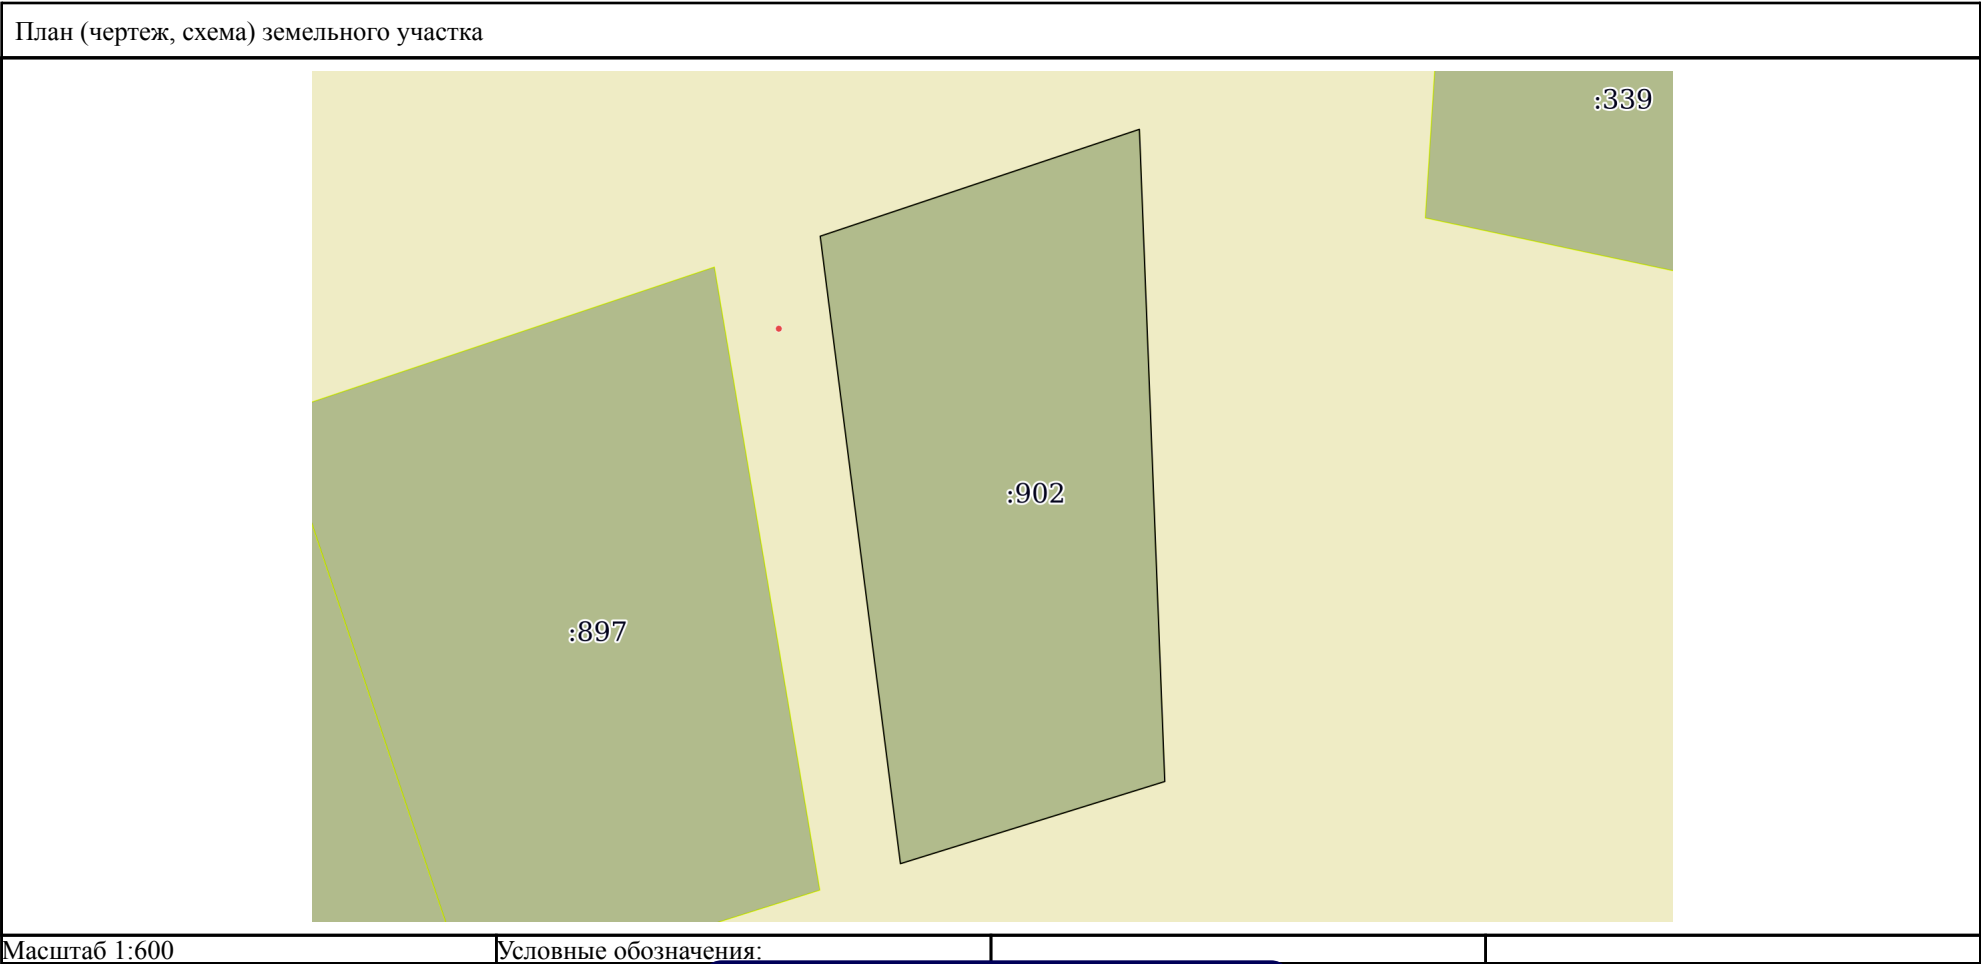 План (чертеж, схема) земельного участка
:339
:902
:897
Масштаб 1:600
Условные обозначения: